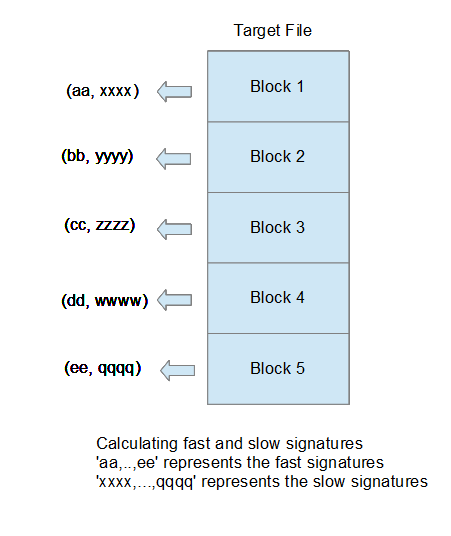 Target File
(aa, xxxx)
Block 1
(bb, yyyy)
Block 2
(cc, zzzz)
Block 3
(dd, wwww)
Block 4
(ee, qqqq)
Block 5
Calculating fast and slow signatures
'aa,..,ee' represents the fast signatures
'xxxx,...,qqqq' represents the slow signatures